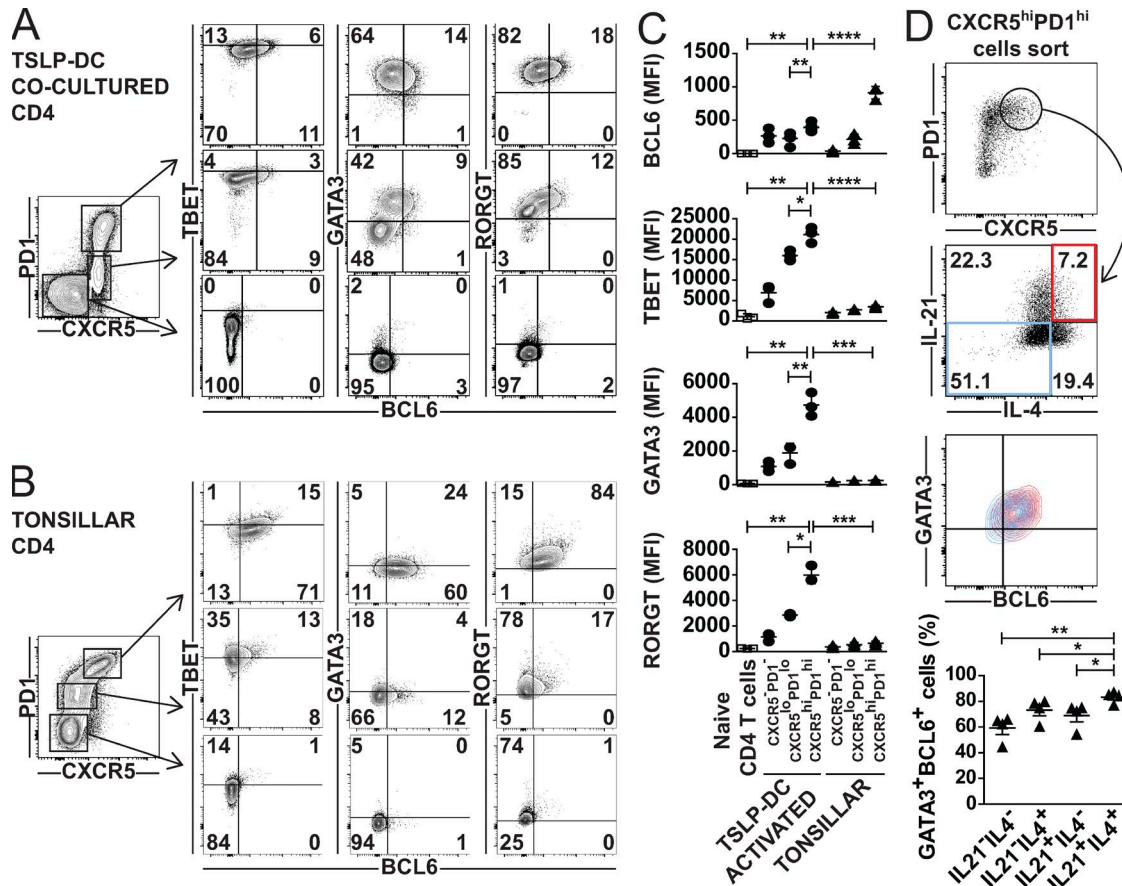 A
TSLP-DC
CO-CULTURED
CD4
PD1
CXCR5
TBET
GATA3
RORGT
13 6
70 11
64 14
1 1
82 18
0 0
4 3
84 9
42 9
48 1
85 12
3 0
0 0
100 0
2 0
95 3
1 0
97 2
BCL6
B
TONSILLAR
CD4
PD1
CXCR5
TBET
GATA3
RORGT
1 15
13 71
5 24
11 60
15 84
1 0
35 13
43 8
18 4
66 12
78 17
5 0
14 1
84 0
5 0
94 1
74 1
25 0
BCL6
C
BCL6 (MFI)
1500
1000
500
0
** ****
**
TBET (MFI)
25000
20000
15000
10000
5000
0
** ****
*
GATA3 (MFI)
6000
4000
2000
0
** ***
**
RORGT (MFI)
8000
6000
4000
2000
0
** ***
*
Naive
CD4 T cells
CXCR5-PD1-
CXCR5loPD1lo
CXCR5hiPD1hi
CXCR5-PD1-
CXCR5loPD1lo
CXCR5hiPD1hi
TSLP-DC
ACTIVATED
TONSILLAR
D
CXCR5hiPD1hi
cells sort
PD1
CXCR5
22.3 7.2
51.1 19.4
IL-21
IL-4
GATA3
BCL6
GATA3+BCL6+ cells (%)
100
80
60
40
20
0
**
*
*
IL21-IL4-
IL21-IL4+
IL21+IL4-
IL21+IL4+